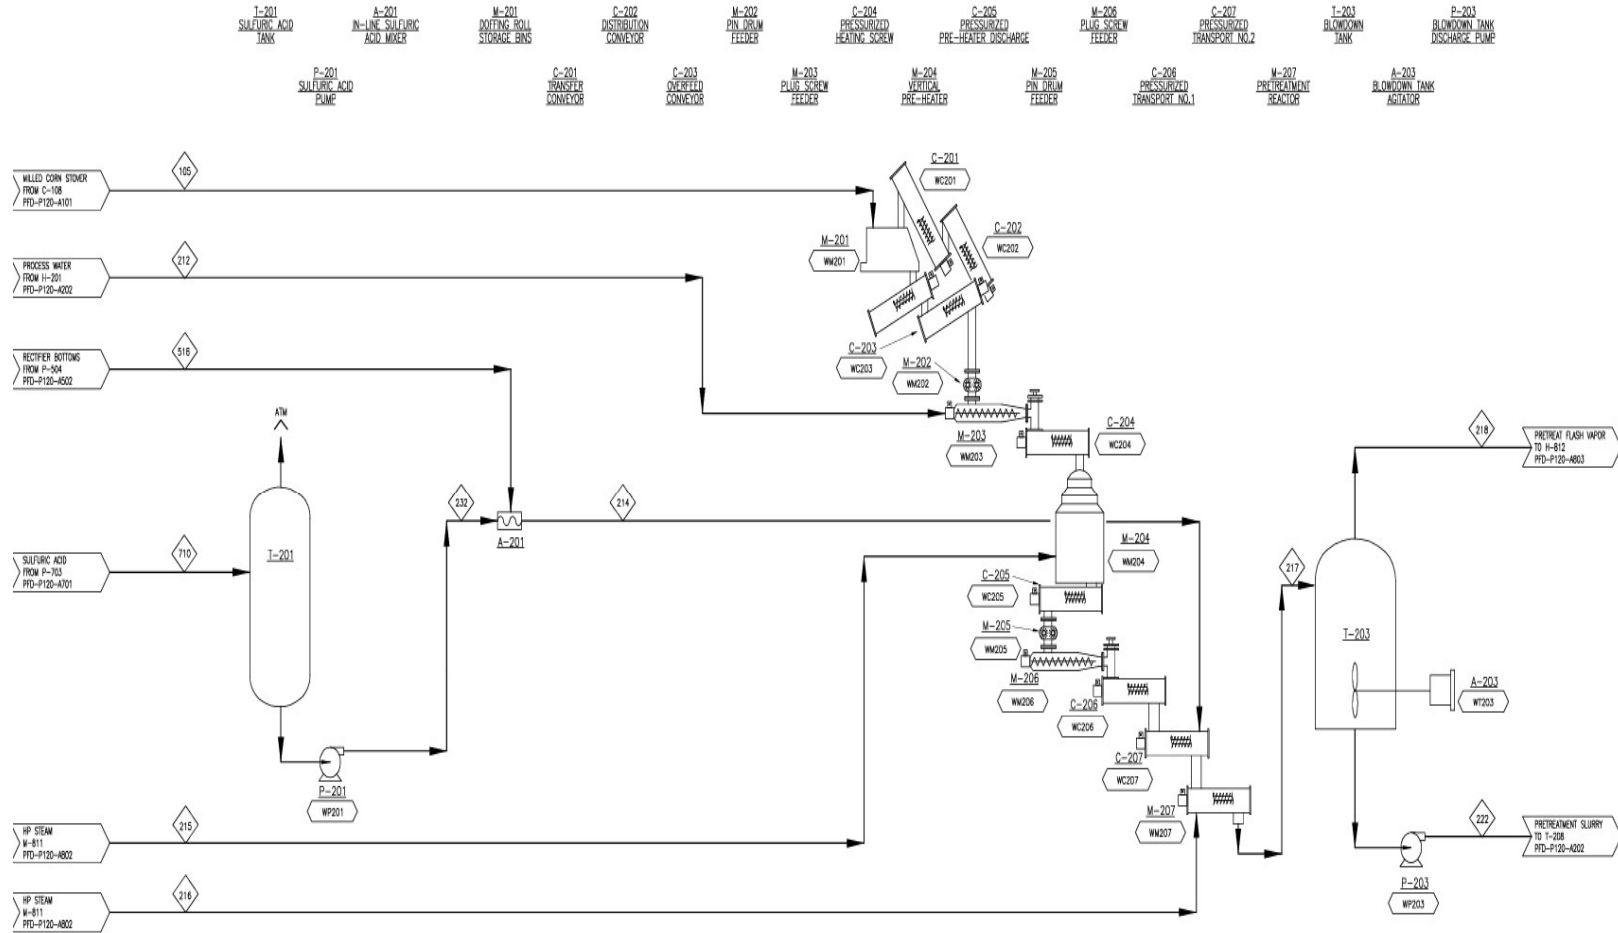 T-201
SULFURIC ACID
TANK
A-201
IN-LINE SULFURIC
ACID MIXER
M-201
DOFFING ROLL
STORAGE BINS
C-202
DISTRIBUTION
CONVEYOR
M-202
PIN DRUM
FEEDER
C-204
PRESSURIZED
HEATING SCREW
C-205
PRESSURIZED
PRE-HEATER DISCHARGE
M-206
PLUG SCREW
FEEDER
C-207
PRESSURIZED
TRANSPORT NO.2
T-203
BLOWDOWN
TANK
P-203
BLOWDOWN TANK
DISCHARGE PUMP
P-201
SULFURIC ACID
PUMP
C-201
TRANSFER
CONVEYOR
C-203
OVERFEED
CONVEYOR
M-203
PLUG SCREW
FEEDER
M-204
VERTICAL
PRE-HEATER
M-205
PIN DRUM
FEEDER
C-206
PRESSURIZED
TRANSPORT NO.1
M-207
PRETREATMENT
REACTOR
A-203
BLOWDOWN TANK
AGITATOR
MILLED CORN STOVER
FROM C-108
PFD-P120-A101
105
C-201
WC201
C-202
WC202
M-201
WM201
PROCESS WATER
FROM H-201
PFD-P120-A202
212
C-203
WC203
M-202
WM202
RECTIFIER BOTTOMS
FROM P-504
PFD-P120-A502
516
ATM
M-203
WM203
C-204
WC204
218
PRETREAT FLASH VAPOR
TO H-812
PFD-P120-A803
232
A-201
214
M-204
WM204
SULFURIC ACID
FROM P-703
PFD-P120-A701
710
T-201
C-205
WC205
217
M-205
WM205
T-203
M-206
WM206
C-206
WC206
A-203
WT203
C-207
WC207
P-201
WP201
M-207
WM207
HP STEAM
M-811
PFD-P120-A802
215
222
PRETREATMENT SLURRY
TO T-208
PFD-P120-A202
P-203
WP203
HP STEAM
M-811
PFD-P120-A802
216